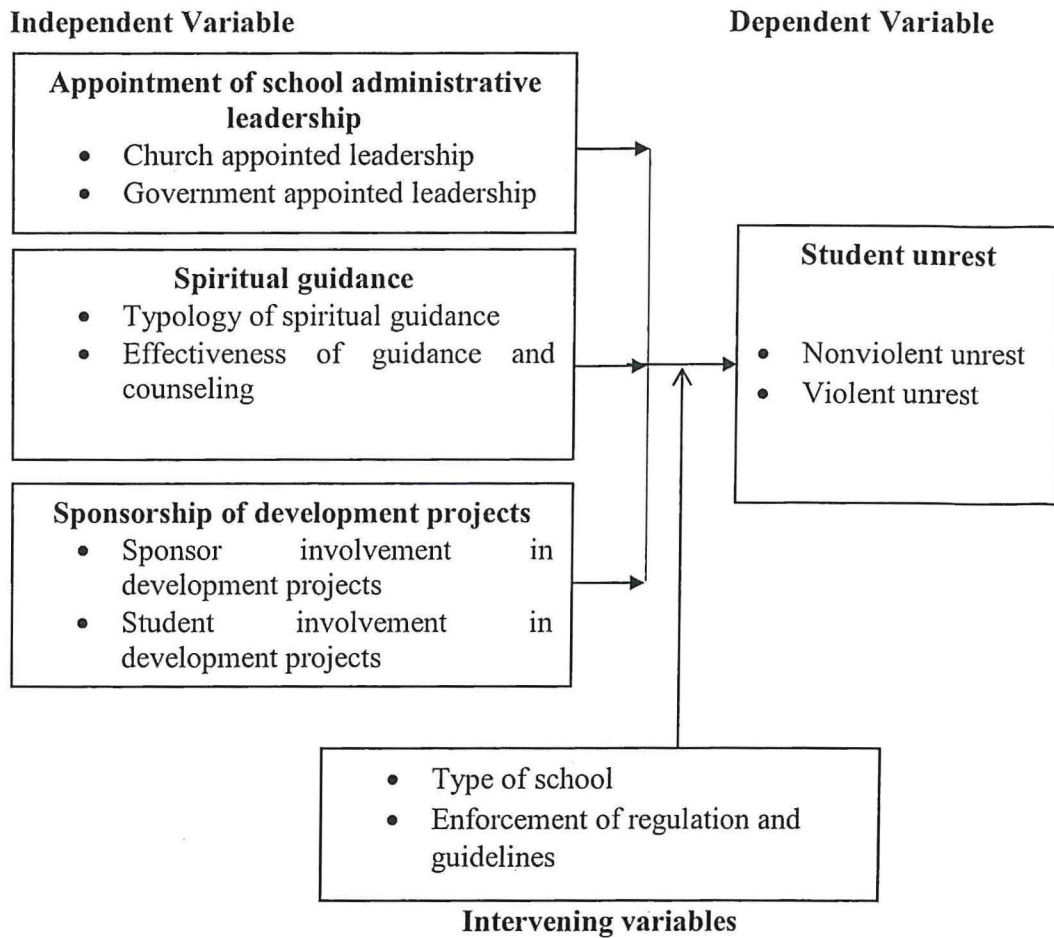 Independent Variable
Dependent Variable
Appointment of school administrative
leadership
• Church appointed leadership
• Government appointed leadership
Spiritual guidance
• Typology of spiritual guidance
• Effectiveness of guidance and
counseling
Sponsorship of development projects
• Sponsor involvement in
development projects
• Student involvement in
development projects
Student unrest
• Nonviolent unrest
• Violent unrest
• Type of school
• Enforcement of regulation and
guidelines
Intervening variables